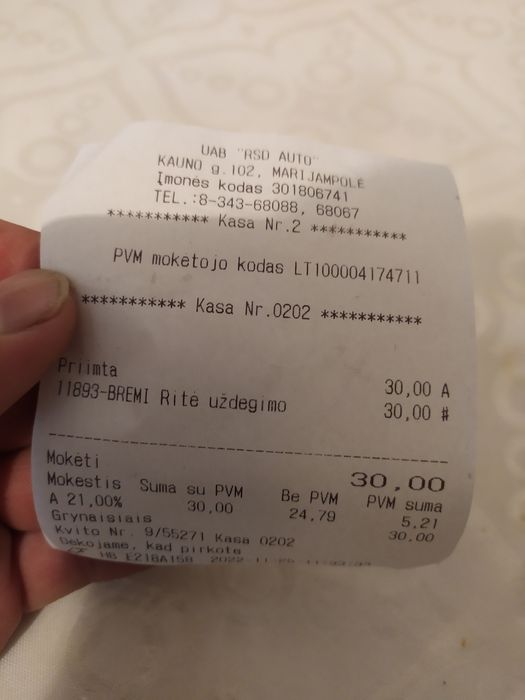 UAB "RSD AUTO"
KAUNO g.102, MARIJAMPOLĖ
Įmonės kodas 301806741
TEL.:8-343-68088, 68067
*********** Kasa Nr.2 ***********
PVM mokėtojo kodas LT100004174711
*********** Kasa Nr.0202 ***********
Priimta 30,00 A
11893-BREMI Ritė uždegimo 30,00 #
Mokėti 30,00
Mokestis Suma su PVM Be PVM PVM suma
A 21,00% 30,00 24,79 5,21
Grynaisiais 30,00
Kvito Nr. 9/55271 Kasa 0202
Dėkojame, kad pirkote